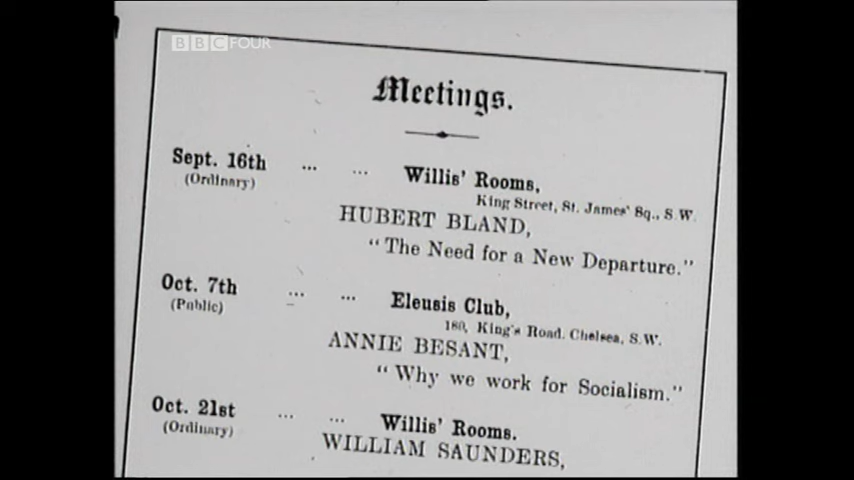 BBC FOUR
Meetings.
Sept. 16th ... ... Willis' Rooms,
(Ordinary) King Street, St. James' Sq., S.W.
HUBERT BLAND,
"The Need for a New Departure."
Oct. 7th ... ... Eleusis Club,
(Public) 180, King's Road. Chelsea, S.W.
ANNIE BESANT,
"Why we work for Socialism."
Oct. 21st ... ... Willis' Rooms.
(Ordinary)
WILLIAM SAUNDERS,